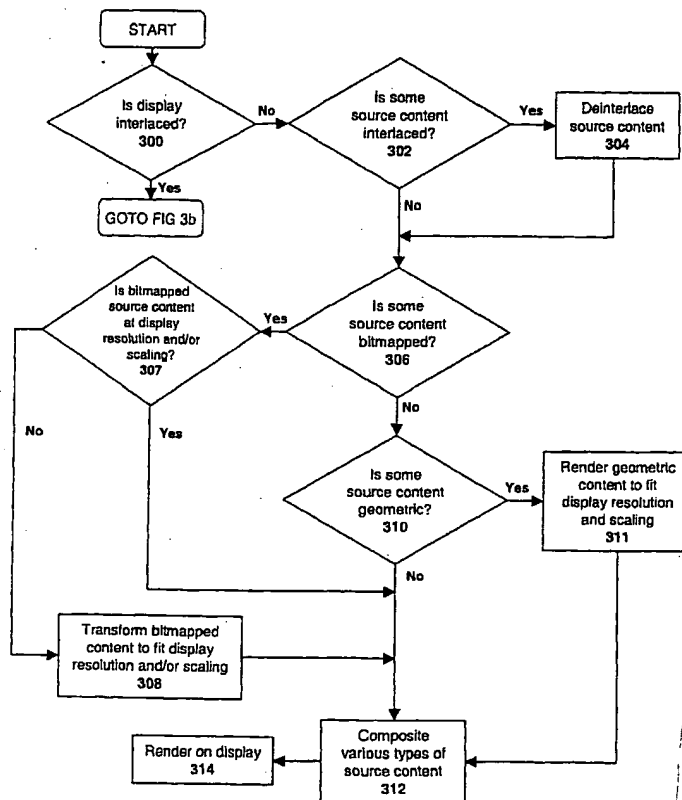 START
Is display
interlaced?
300
No
Is some
source content
interlaced?
302
Yes
Deinterlace
source content
304
Yes
GOTO FIG 3b
No
Is bitmapped
source content
at display
resolution and/or
scaling?
307
Yes
Is some
source content
bitmapped?
306
No
Yes
No
Is some
source content
geometric?
310
Yes
Render geometric
content to fit
display resolution
and scaling
311
No
Transform bitmapped
content to fit display
resolution and/or scaling
308
Render on display
314
Composite
various types of
source content
312